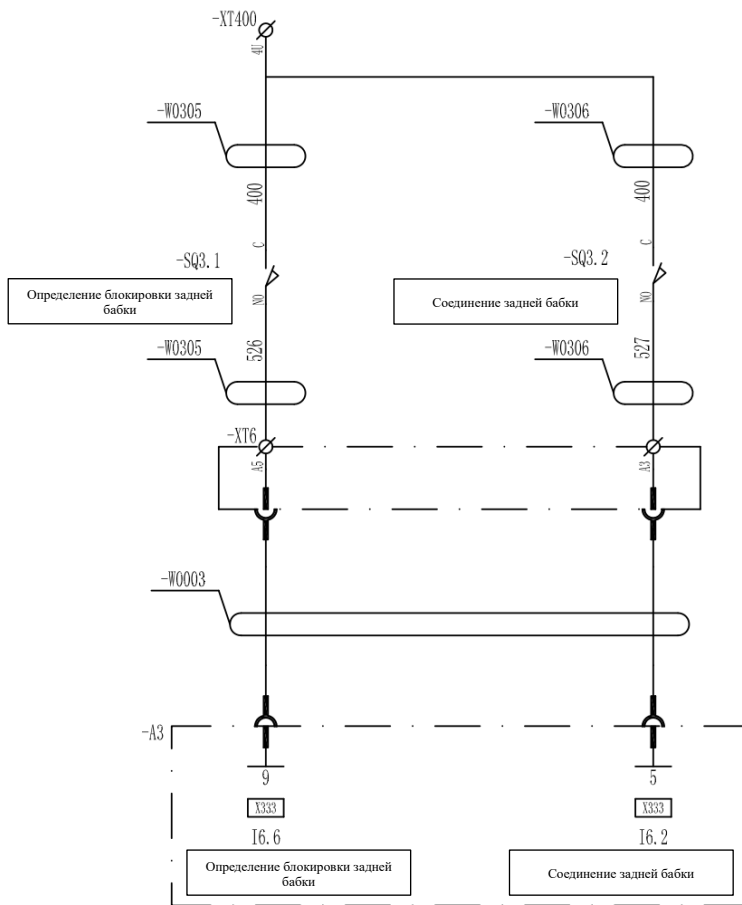 -XT400
4U
-W0305
-W0306
400
400
C
C
-SQ3.1
-SQ3.2
Определение блокировки задней
бабки
Соединение задней бабки
NO
NO
526
527
-W0305
-W0306
-XT6
A5
A3
-W0003
-A3
9
5
X333
X333
I6.6
I6.2
Определение блокировки задней
бабки
Соединение задней бабки